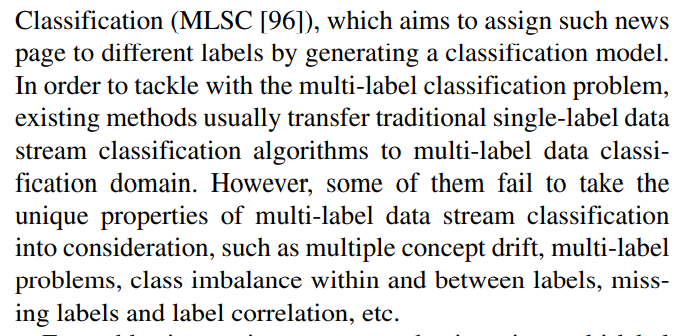 Classification (MLSC [96]), which aims to assign such news
page to different labels by generating a classification model.
In order to tackle with the multi-label classification problem,
existing methods usually transfer traditional single-label data
stream classification algorithms to multi-label data classi-
fication domain. However, some of them fail to take the
unique properties of multi-label data stream classification
into consideration, such as multiple concept drift, multi-label
problems, class imbalance within and between labels, miss-
ing labels and label correlation, etc.